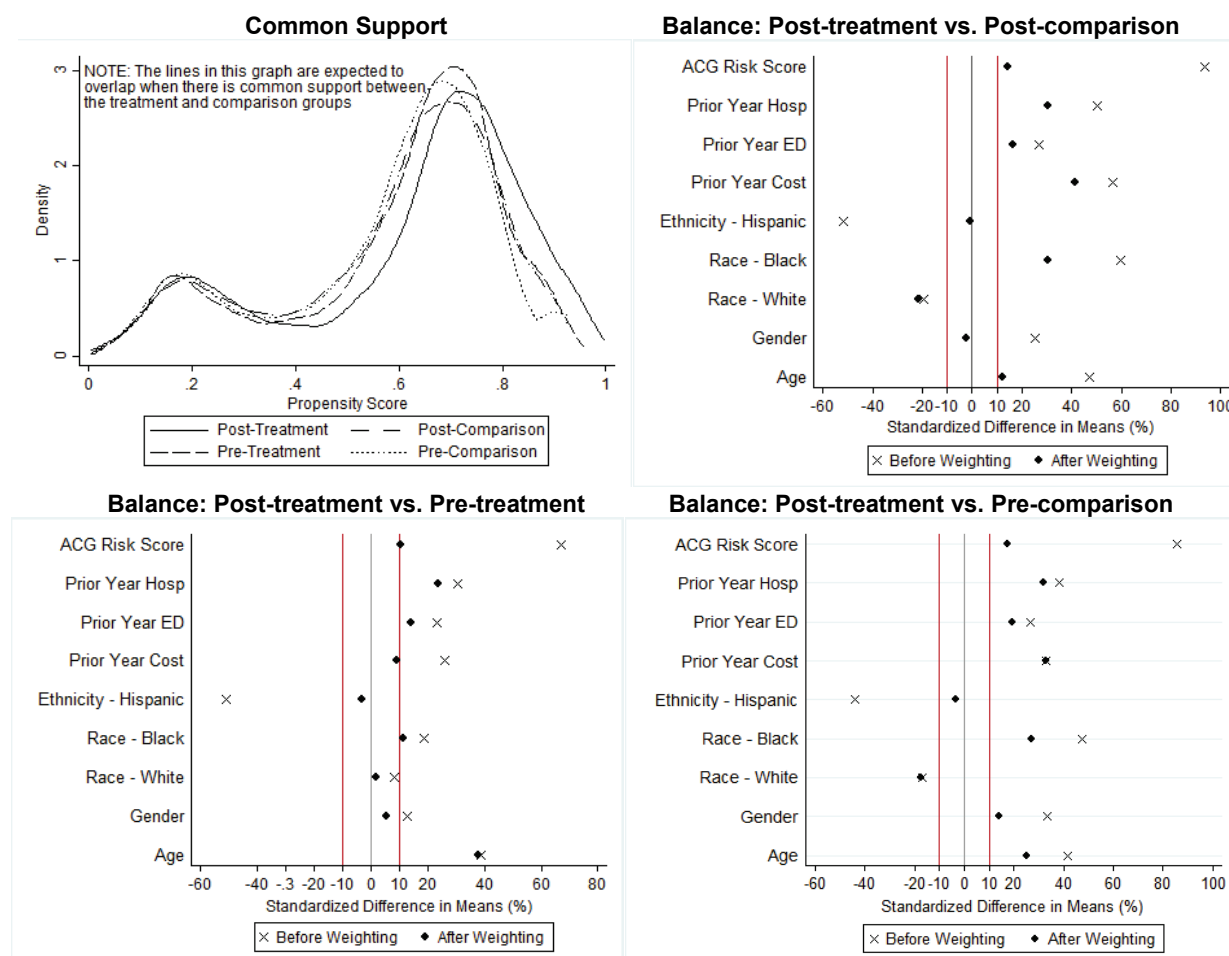 Common Support
NOTE: The lines in this graph are expected to
overlap when there is common support between
the treatment and comparison groups
3
2
1
0
Density
0 .2 .4 .6 .8 1
Propensity Score
Post-Treatment Post-Comparison
Pre-Treatment Pre-Comparison
Balance: Post-treatment vs. Post-comparison
ACG Risk Score
Prior Year Hosp
Prior Year ED
Prior Year Cost
Ethnicity - Hispanic
Race - Black
Race - White
Gender
Age
-60 -40 -20 -10 0 10 20 40 60 80 100
Standardized Difference in Means (%)
Before Weighting After Weighting
Balance: Post-treatment vs. Pre-treatment
ACG Risk Score
Prior Year Hosp
Prior Year ED
Prior Year Cost
Ethnicity - Hispanic
Race - Black
Race - White
Gender
Age
-60 -40 -20 -.3 0 10 20 40 60 80
Standardized Difference in Means (%)
Before Weighting After Weighting
Balance: Post-treatment vs. Pre-comparison
ACG Risk Score
Prior Year Hosp
Prior Year ED
Prior Year Cost
Ethnicity - Hispanic
Race - Black
Race - White
Gender
Age
-60 -40 -20 -10 0 10 20 40 60 80 100
Standardized Difference in Means (%)
Before Weighting After Weighting